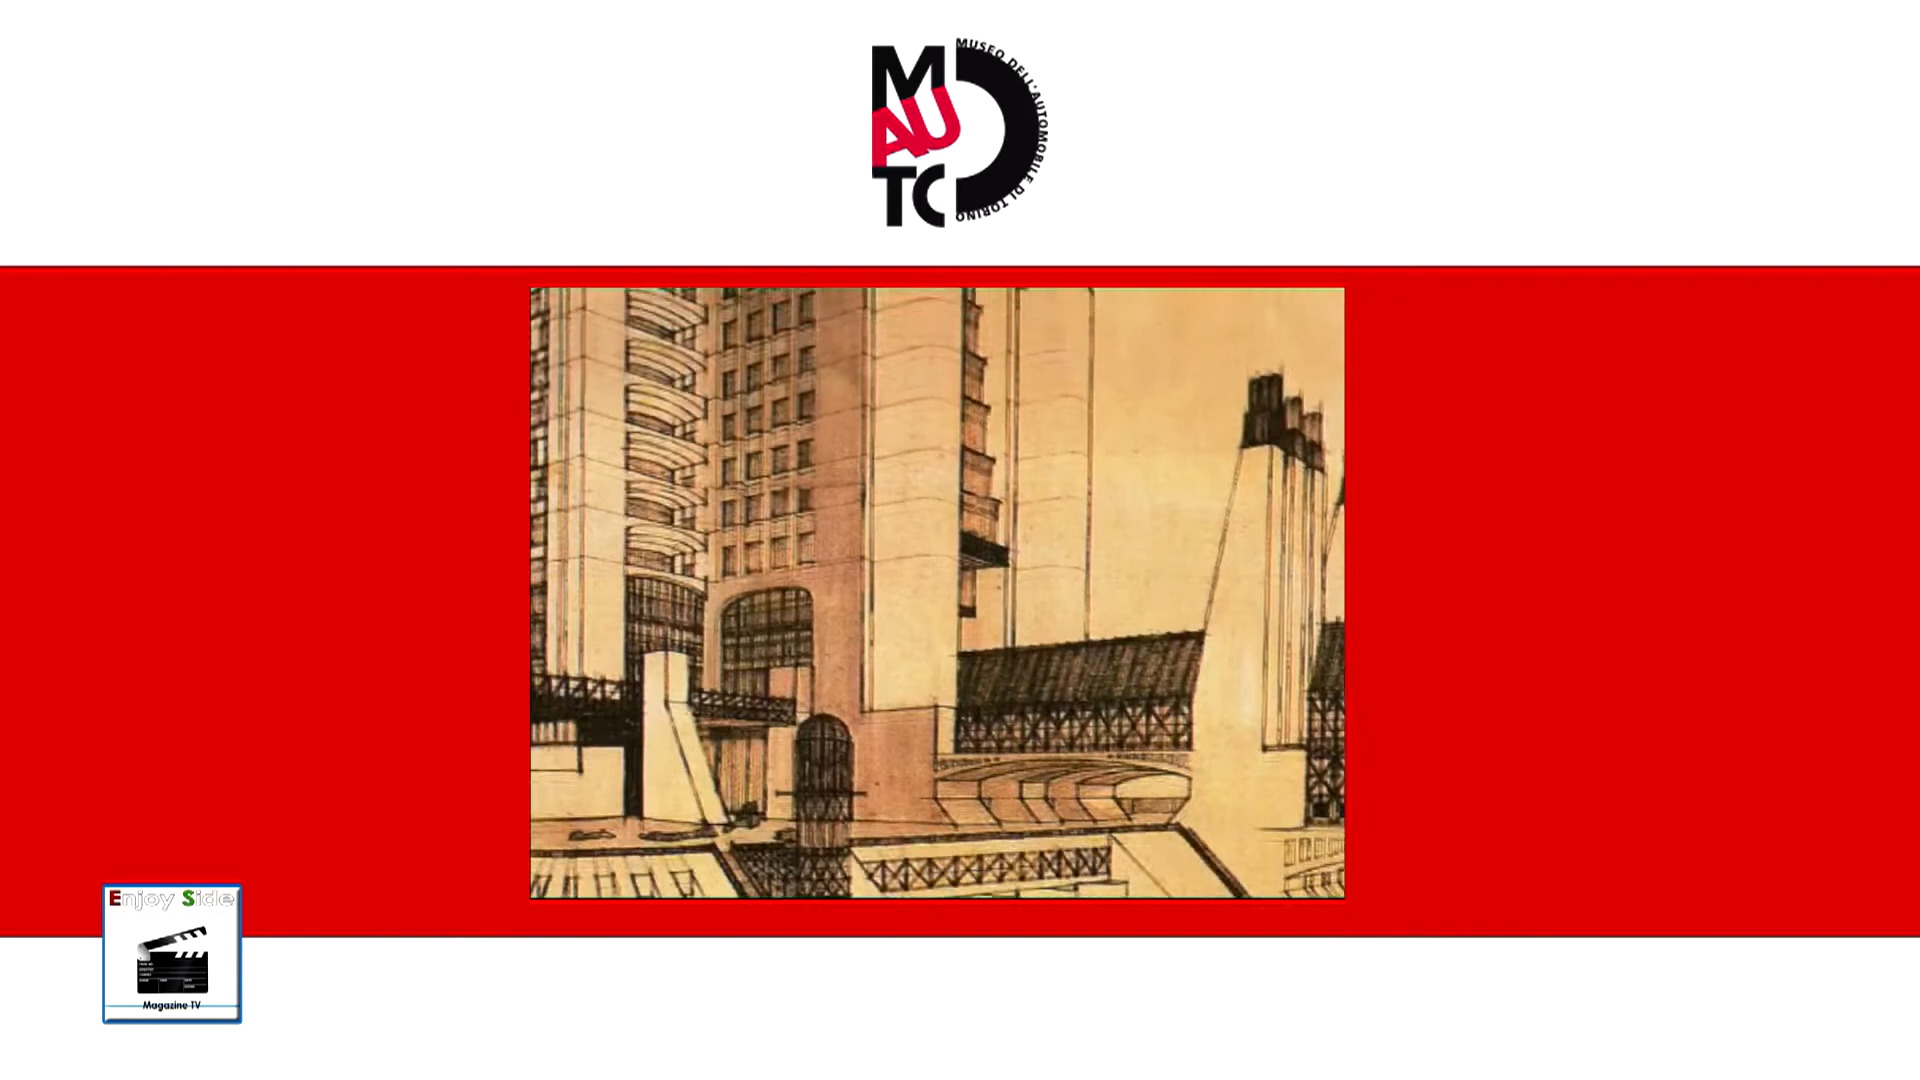 M
AU
TO
MUSEO DELL'AUTOMOBILE DI TORINO
Enjoy Side
Magazine TV